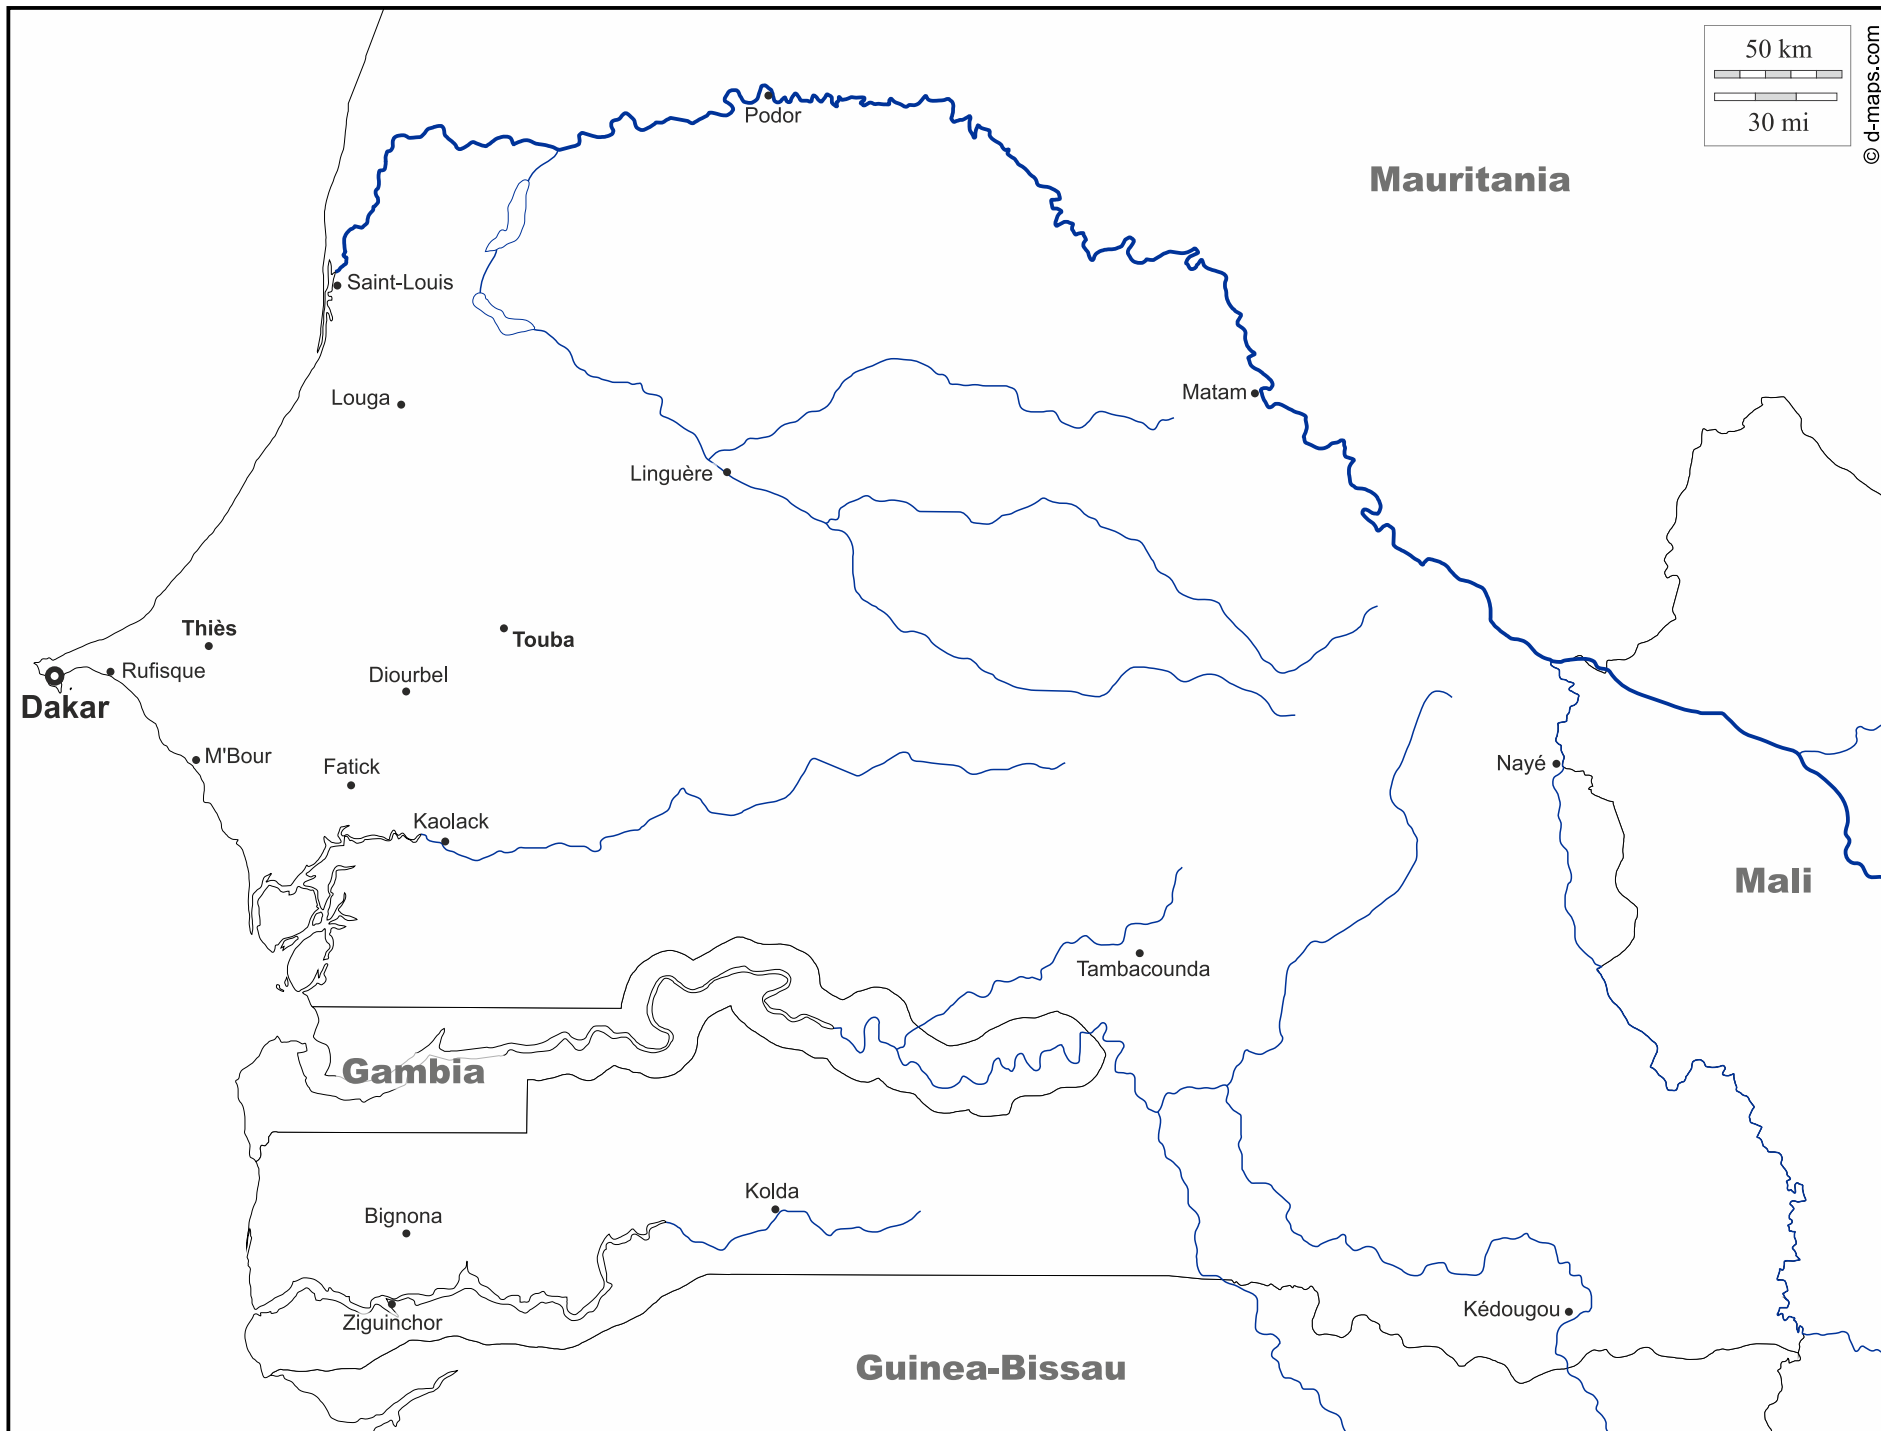 50 km
30 mi
© d-maps.com
Podor
Mauritania
Saint-Louis
Louga
Matam
Linguère
Thiès
Touba
Rufisque
Diourbel
Dakar
M'Bour
Fatick
Nayé
Kaolack
Mali
Tambacounda
Gambia
Kolda
Bignona
Kédougou
Ziguinchor
Guinea-Bissau